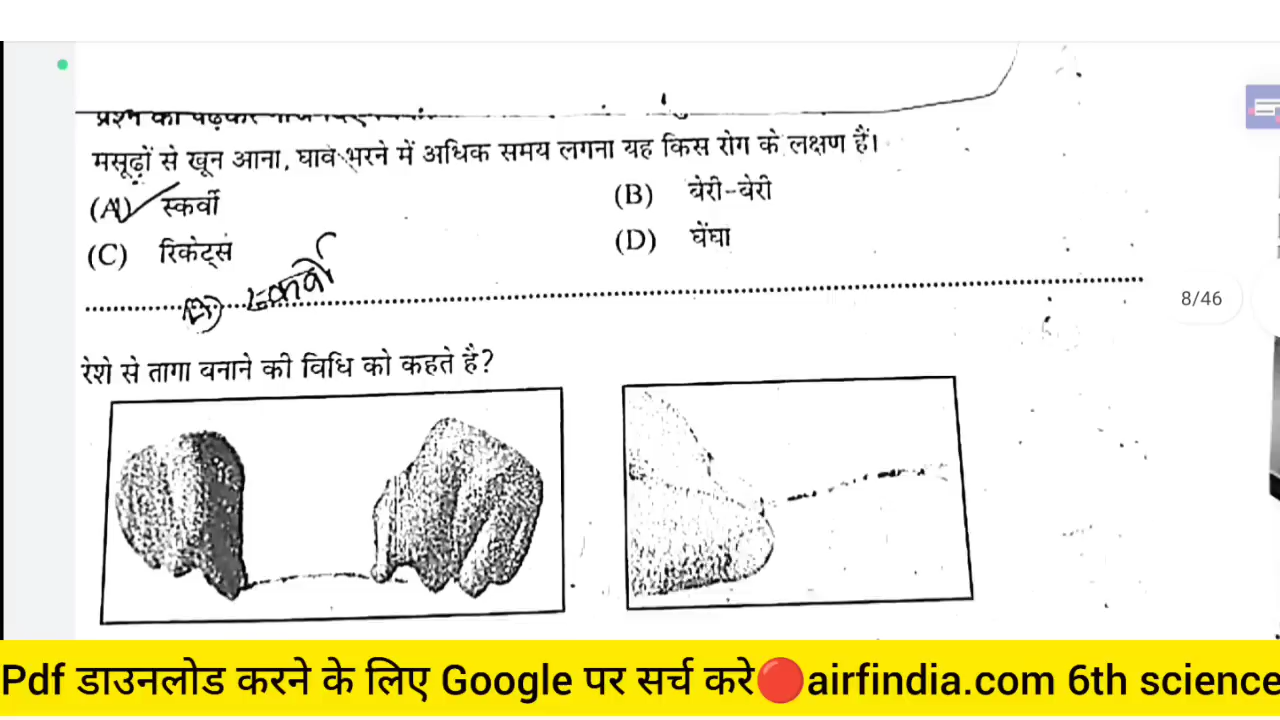 मसूढ़ों से खून आना, घाव भरने में अधिक समय लगना यह किस रोग के लक्षण हैं।
(A) स्कर्वी
(B) बेरी-बेरी
(C) रिकेट्स
(D) घेंघा
स्कर्वी
8/46
रेशे से तागा बनाने की विधि को कहते है?
Pdf डाउनलोड करने के लिए Google पर सर्च करे🔴airfindia.com 6th science